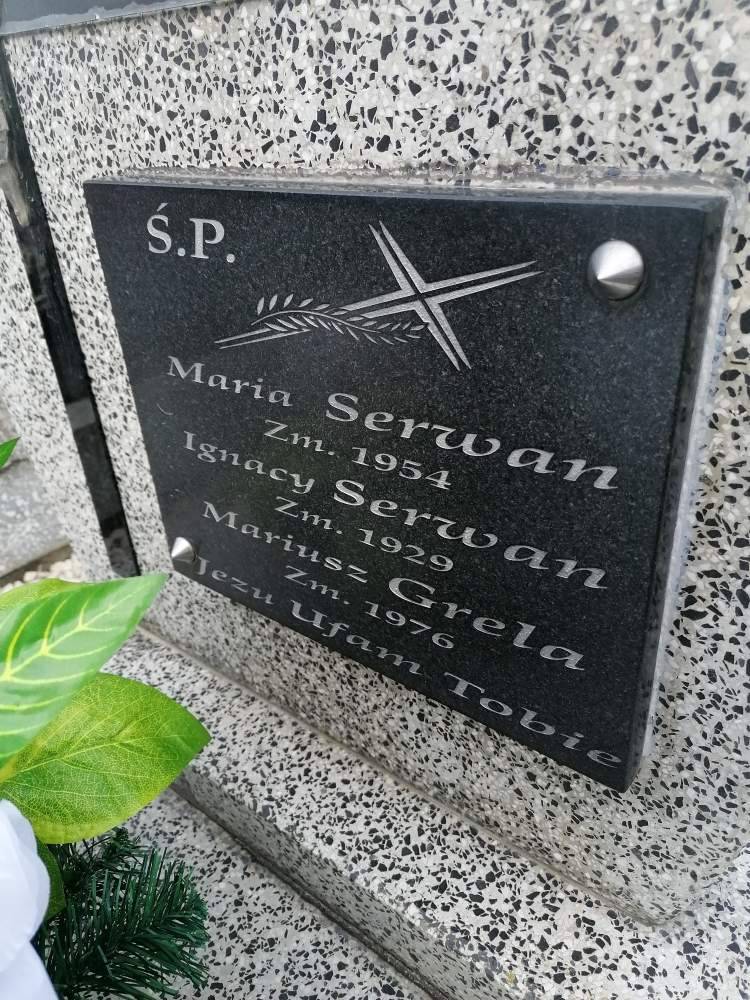 Ś.P.
Maria Serwan
Zm. 1954
Ignacy Serwan
Zm. 1929
Mariusz Grela
Zm. 1976
Jezu Ufam Tobie